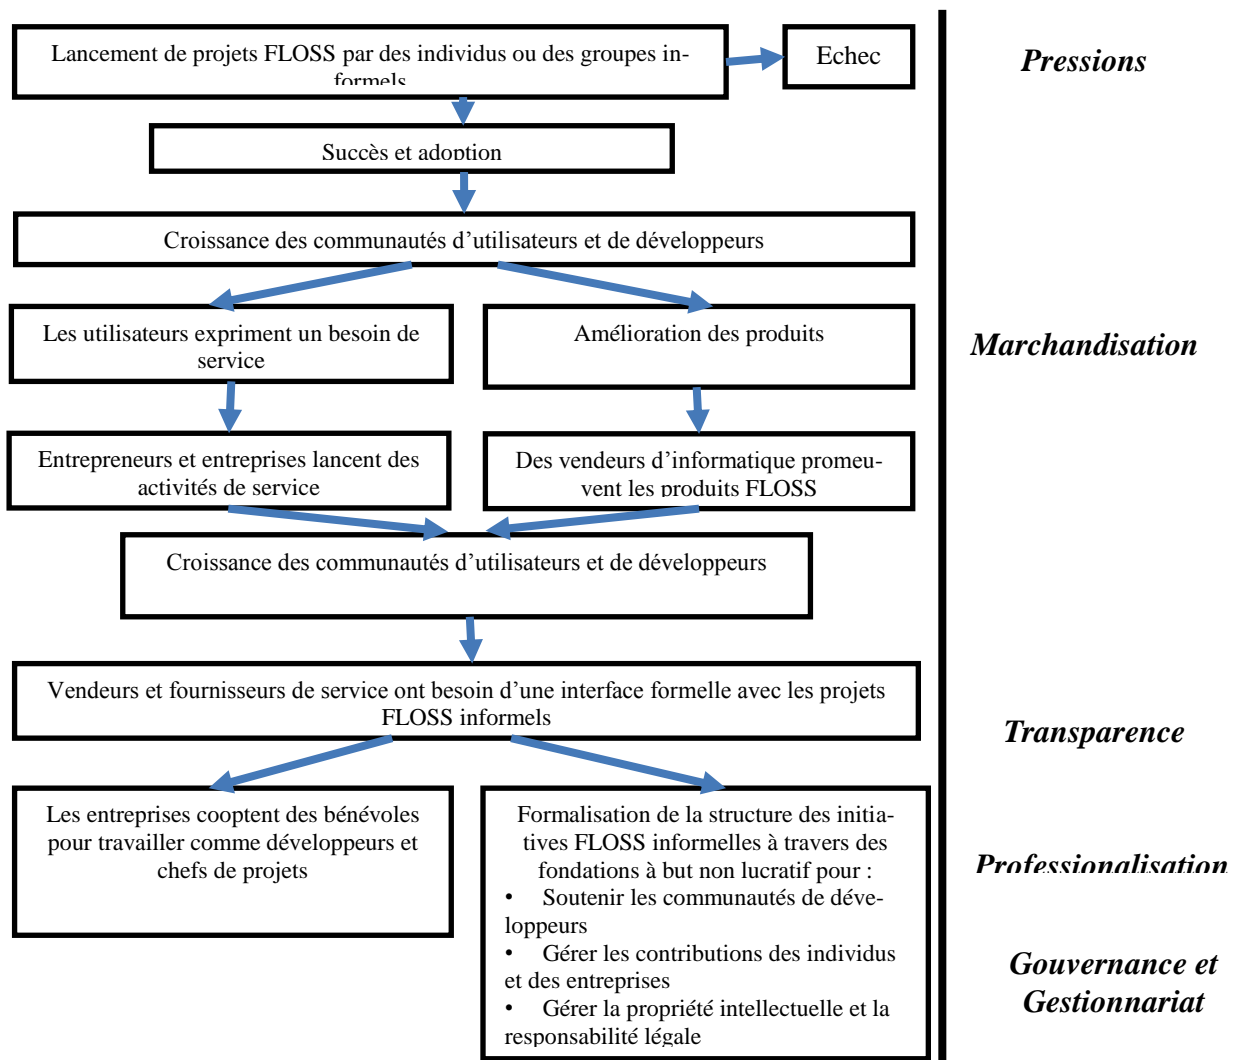 Lancement de projets FLOSS par des individus ou des groupes in-
formels
Echec
Pressions
Succès et adoption
Croissance des communautés d’utilisateurs et de développeurs
Les utilisateurs expriment un besoin de
service
Amélioration des produits
Marchandisation
Entrepreneurs et entreprises lancent des
activités de service
Des vendeurs d’informatique promeu-
vent les produits FLOSS
Croissance des communautés d’utilisateurs et de développeurs
Vendeurs et fournisseurs de service ont besoin d’une interface formelle avec les projets
FLOSS informels
Transparence
Les entreprises cooptent des bénévoles
pour travailler comme développeurs et
chefs de projets
Formalisation de la structure des initia-
tives FLOSS informelles à travers des
fondations à but non lucratif pour :
• Soutenir les communautés de déve-
loppeurs
• Gérer les contributions des individus
et des entreprises
• Gérer la propriété intellectuelle et la
responsabilité légale
Professionalisation
Gouvernance et
Gestionnariat